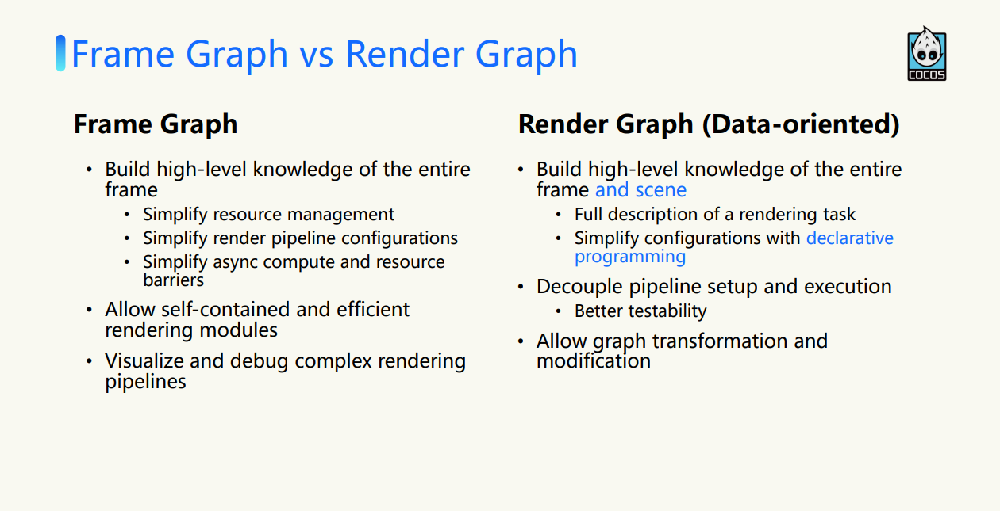 Frame Graph vs Render Graph
COCOS
Frame Graph
• Build high-level knowledge of the entire
frame
• Simplify resource management
• Simplify render pipeline configurations
• Simplify async compute and resource
barriers
• Allow self-contained and efficient
rendering modules
• Visualize and debug complex rendering
pipelines
Render Graph (Data-oriented)
• Build high-level knowledge of the entire
frame and scene
• Full description of a rendering task
• Simplify configurations with declarative
programming
• Decouple pipeline setup and execution
• Better testability
• Allow graph transformation and
modification